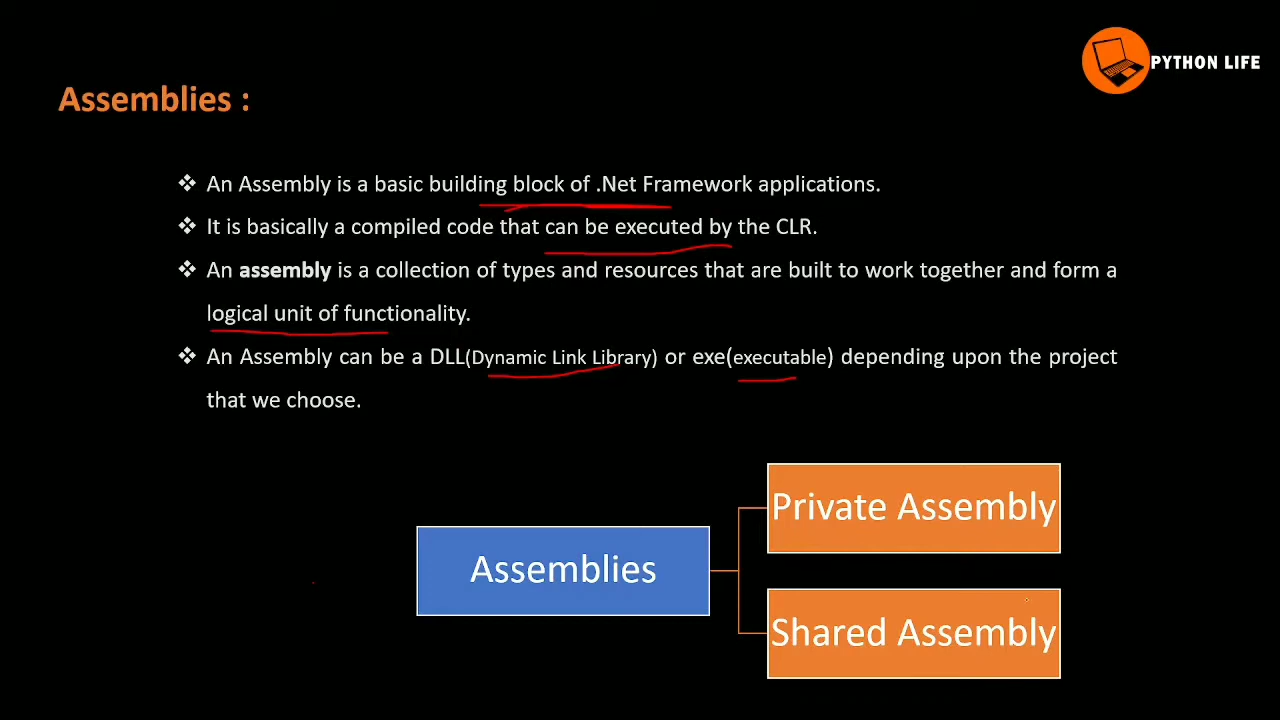 PYTHON LIFE
Assemblies :
❖ An Assembly is a basic building block of .Net Framework applications.
❖ It is basically a compiled code that can be executed by the CLR.
❖ An assembly is a collection of types and resources that are built to work together and form a
logical unit of functionality.
❖ An Assembly can be a DLL(Dynamic Link Library) or exe(executable) depending upon the project
that we choose.
Private Assembly
Assemblies
Shared Assembly